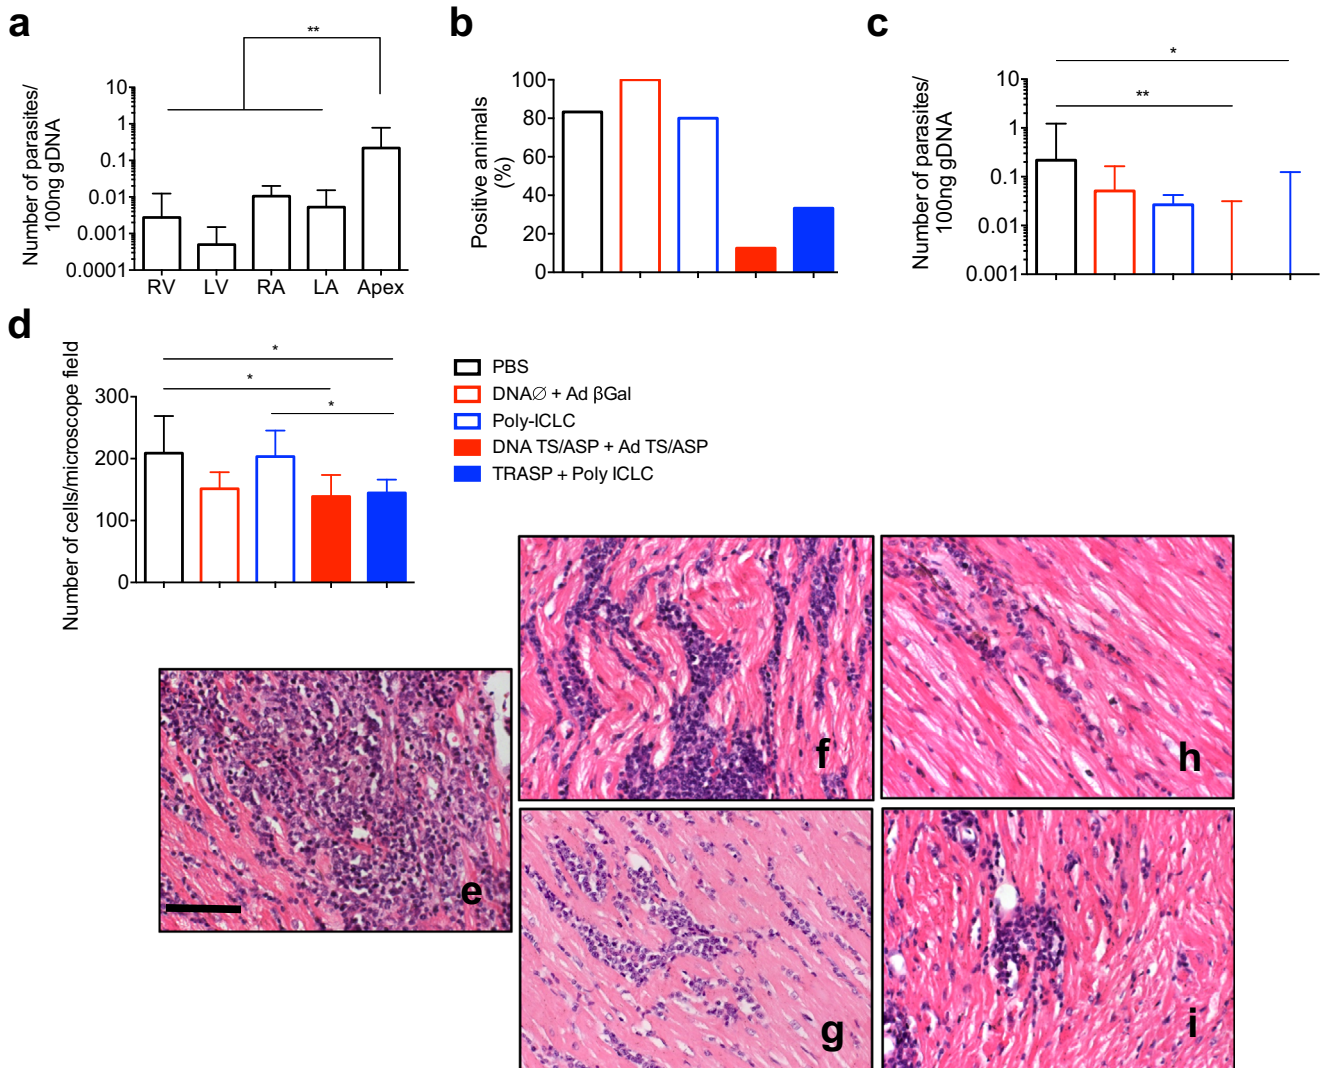 a
**
Number of parasites/
100ng gDNA
10
1
0.1
0.01
0.001
0.0001
RV LV RA LA Apex
b
Positive animals
(%)
100
80
60
40
20
0
c
*
**
Number of parasites/
100ng gDNA
10
1
0.1
0.01
0.001
d
Number of cells/microscope field
*
*
*
300
200
100
0
PBS
DNA∅ + Ad βGal
Poly-ICLC
DNA TS/ASP + Ad TS/ASP
TRASP + Poly ICLC
e
f
h
g
i